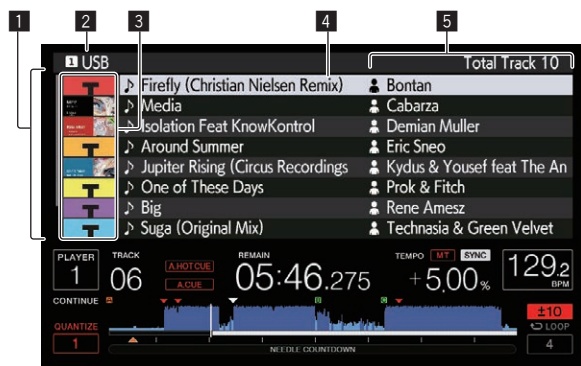 1 2 3 4 5
1 USB Total Track 10
♪ Firefly (Christian Nielsen Remix) Bontan
♪ Media Cabarza
♪ Isolation Feat KnowKontrol Demian Muller
♪ Around Summer Eric Sneo
♪ Jupiter Rising (Circus Recordings Kydus & Yousef feat The An
♪ One of These Days Prok & Fitch
♪ Big Rene Amesz
♪ Suga (Original Mix) Technasia & Green Velvet
PLAYER 1 TRACK 06 A.HOT CUE A.CUE REMAIN 05:46.275 TEMPO MT SYNC +5,00% 129.2 BPM
CONTINUE ±10
QUANTIZE 1 LOOP 4
NEEDLE COUNTDOWN